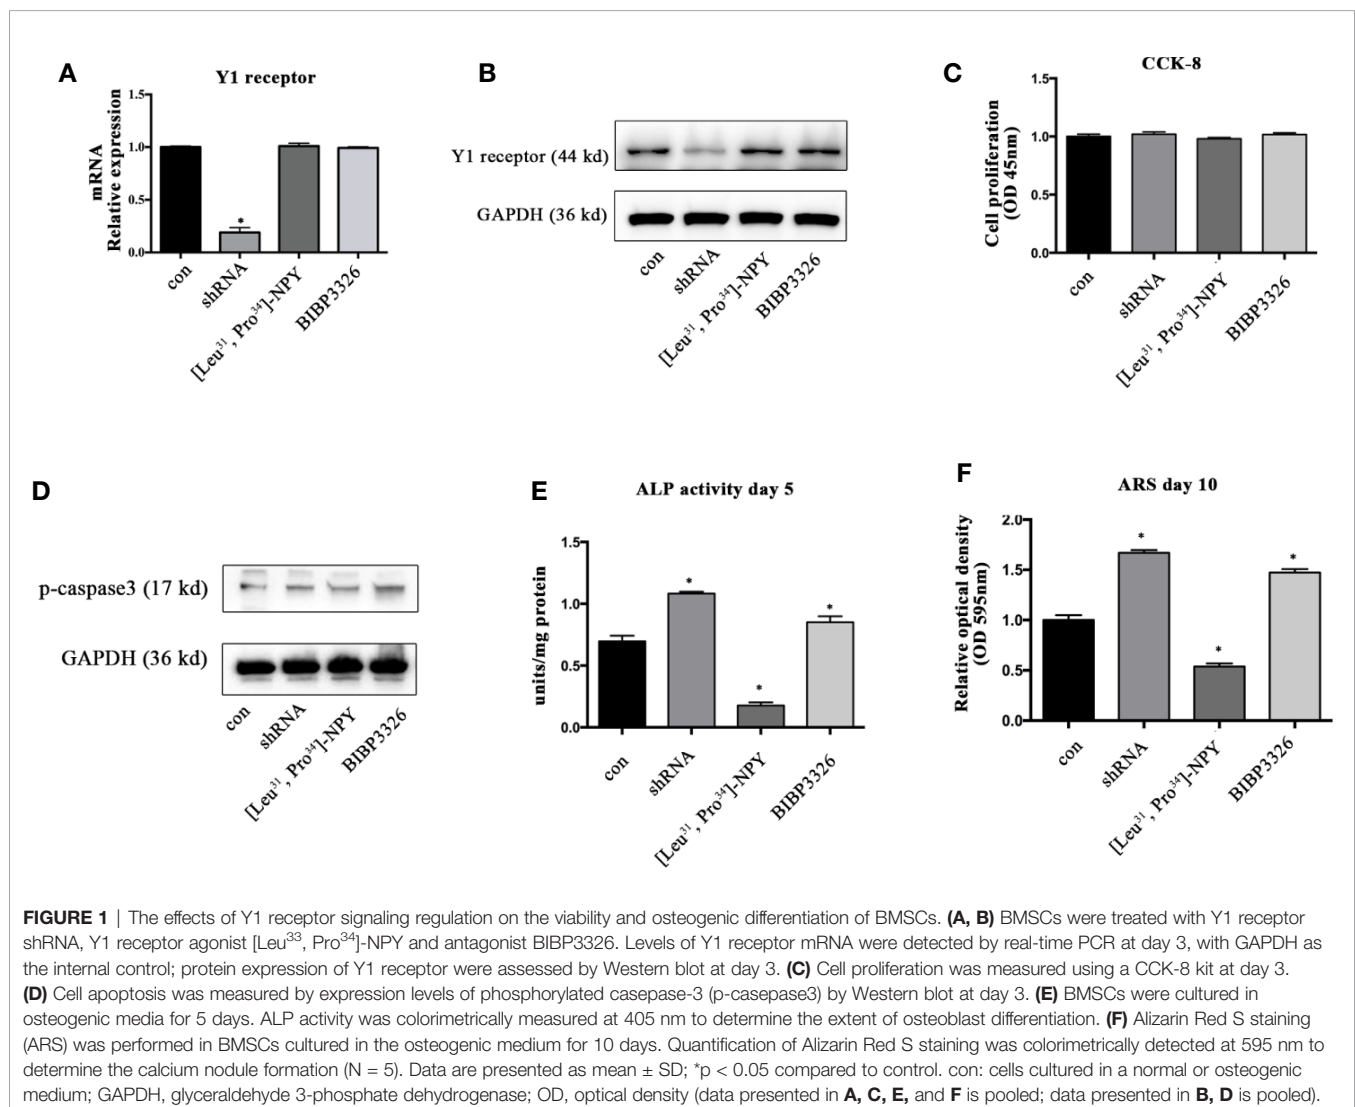 A
Y1 receptor
mRNA
Relative expression
1.5
1.0
0.5
0.0
*
con
shRNA
[Leu³¹, Pro³⁴]-NPY
BIBP3326
B
Y1 receptor (44 kd)
GAPDH (36 kd)
con
shRNA
[Leu³¹, Pro³⁴]-NPY
BIBP3326
C
CCK-8
Cell proliferation
(OD 45nm)
1.5
1.0
0.5
0.0
con
shRNA
[Leu³¹, Pro³⁴]-NPY
BIBP3326
D
p-caspase3 (17 kd)
GAPDH (36 kd)
con
shRNA
[Leu³¹, Pro³⁴]-NPY
BIBP3326
E
ALP activity day 5
units/mg protein
1.5
1.0
0.5
0.0
*
*
*
con
shRNA
[Leu³¹, Pro³⁴]-NPY
BIBP3326
F
ARS day 10
Relative optical density
(OD 595nm)
2.0
1.5
1.0
0.5
0.0
*
*
*
con
shRNA
[Leu³¹, Pro³⁴]-NPY
BIBP3326
FIGURE 1 | The effects of Y1 receptor signaling regulation on the viability and osteogenic differentiation of BMSCs. (A, B) BMSCs were treated with Y1 receptor
shRNA, Y1 receptor agonist [Leu³³, Pro³⁴]-NPY and antagonist BIBP3326. Levels of Y1 receptor mRNA were detected by real-time PCR at day 3, with GAPDH as
the internal control; protein expression of Y1 receptor were assessed by Western blot at day 3. (C) Cell proliferation was measured using a CCK-8 kit at day 3.
(D) Cell apoptosis was measured by expression levels of phosphorylated casepase-3 (p-casepase3) by Western blot at day 3. (E) BMSCs were cultured in
osteogenic media for 5 days. ALP activity was colorimetrically measured at 405 nm to determine the extent of osteoblast differentiation. (F) Alizarin Red S staining
(ARS) was performed in BMSCs cultured in the osteogenic medium for 10 days. Quantification of Alizarin Red S staining was colorimetrically detected at 595 nm to
determine the calcium nodule formation (N = 5). Data are presented as mean ± SD; *p < 0.05 compared to control. con: cells cultured in a normal or osteogenic
medium; GAPDH, glyceraldehyde 3-phosphate dehydrogenase; OD, optical density (data presented in A, C, E, and F is pooled; data presented in B, D is pooled).